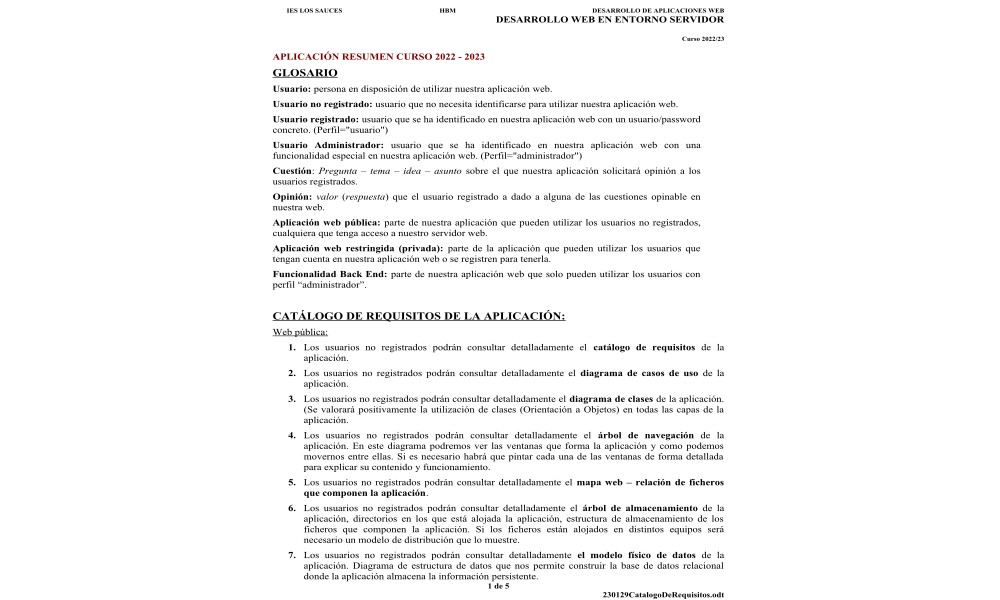 IES LOS SAUCES HBM DESARROLLO DE APLICACIONES WEB
DESARROLLO WEB EN ENTORNO SERVIDOR
Curso 2022/23
APLICACIÓN RESUMEN CURSO 2022 - 2023
GLOSARIO
Usuario: persona en disposición de utilizar nuestra aplicación web.
Usuario no registrado: usuario que no necesita identificarse para utilizar nuestra aplicación web.
Usuario registrado: usuario que se ha identificado en nuestra aplicación web con un usuario/password
concreto. (Perfil="usuario")
Usuario Administrador: usuario que se ha identificado en nuestra aplicación web con una
funcionalidad especial en nuestra aplicación web. (Perfil="administrador")
Cuestión: Pregunta – tema – idea – asunto sobre el que nuestra aplicación solicitará opinión a los
usuarios registrados.
Opinión: valor (respuesta) que el usuario registrado a dado a alguna de las cuestiones opinable en
nuestra web.
Aplicación web pública: parte de nuestra aplicación que pueden utilizar los usuarios no registrados,
cualquiera que tenga acceso a nuestro servidor web.
Aplicación web restringida (privada): parte de la aplicación que pueden utilizar los usuarios que
tengan cuenta en nuestra aplicación web o se registren para tenerla.
Funcionalidad Back End: parte de nuestra aplicación web que solo pueden utilizar los usuarios con
perfil “administrador”.
CATÁLOGO DE REQUISITOS DE LA APLICACIÓN:
Web pública:
1. Los usuarios no registrados podrán consultar detalladamente el catálogo de requisitos de la
aplicación.
2. Los usuarios no registrados podrán consultar detalladamente el diagrama de casos de uso de la
aplicación.
3. Los usuarios no registrados podrán consultar detalladamente el diagrama de clases de la aplicación.
(Se valorará positivamente la utilización de clases (Orientación a Objetos) en todas las capas de la
aplicación.
4. Los usuarios no registrados podrán consultar detalladamente el árbol de navegación de la
aplicación. En este diagrama podremos ver las ventanas que forma la aplicación y como podemos
movernos entre ellas. Si es necesario habrá que pintar cada una de las ventanas de forma detallada
para explicar su contenido y funcionamiento.
5. Los usuarios no registrados podrán consultar detalladamente el mapa web – relación de ficheros
que componen la aplicación.
6. Los usuarios no registrados podrán consultar detalladamente el árbol de almacenamiento de la
aplicación, directorios en los que está alojada la aplicación, estructura de almacenamiento de los
ficheros que componen la aplicación. Si los ficheros están alojados en distintos equipos será
necesario un modelo de distribución que lo muestre.
7. Los usuarios no registrados podrán consultar detalladamente el modelo físico de datos de la
aplicación. Diagrama de estructura de datos que nos permite construir la base de datos relacional
donde la aplicación almacena la información persistente.
1 de 5
230129CatalogoDeRequisitos.odt